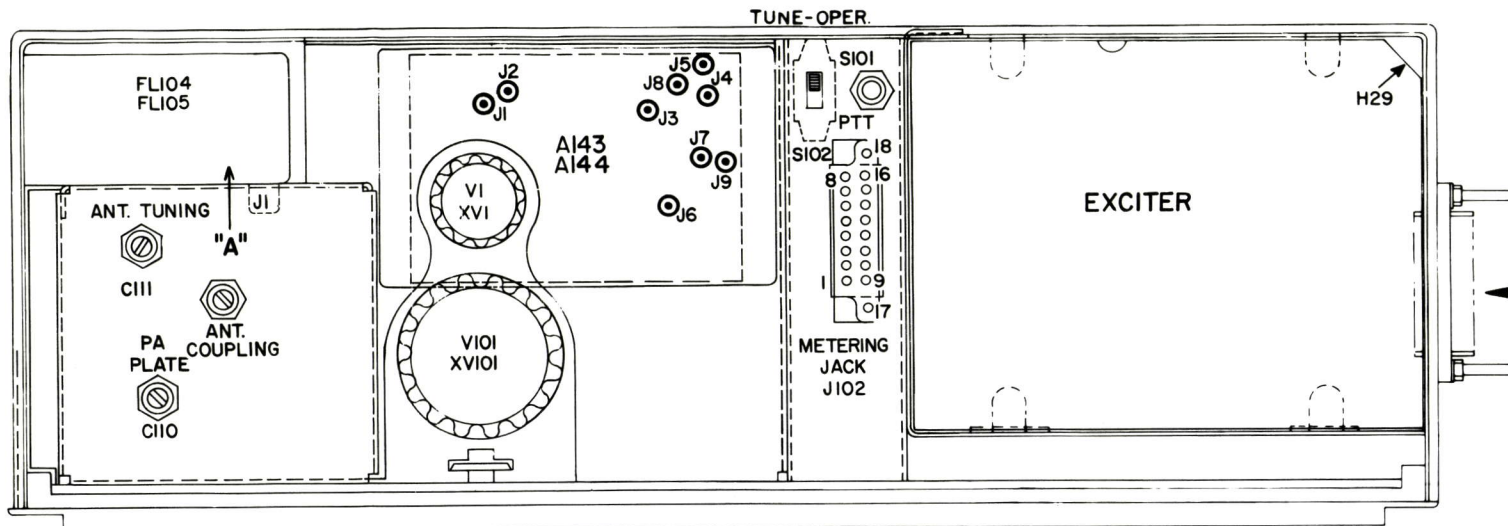 TUNE-OPER.
FL104
FL105
J2
J1
J5
J8
J4
J3
A143
A144
J7
J9
J6
S101
PTT
S102
18
8
16
1
9
17
METERING
JACK
J102
H29
EXCITER
J1
ANT. TUNING
"A"
C111
ANT.
COUPLING
PA
PLATE
C110
V1
XV1
V101
XV101